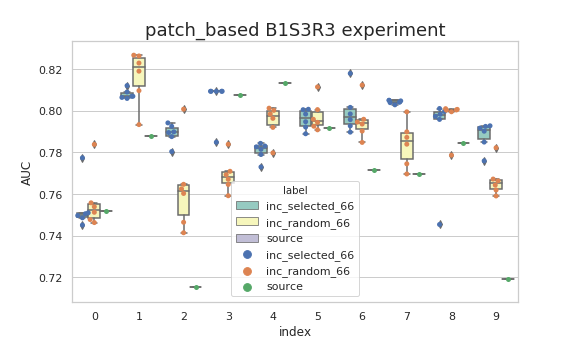 patch_based B1S3R3 experiment
AUC
0.82
0.80
0.78
0.76
0.74
0.72
label
inc_selected_66
inc_random_66
source
inc_selected_66
inc_random_66
source
0 1 2 3 4 5 6 7 8 9
index